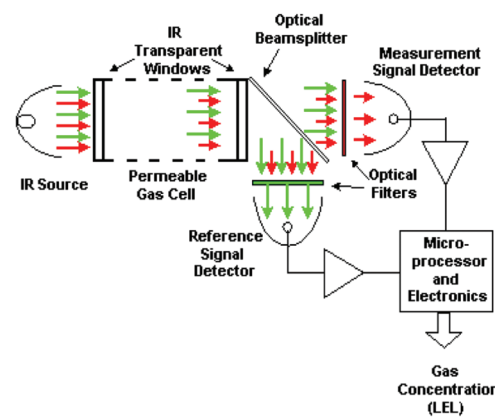 Optical
Beamsplitter
IR
Transparent
Windows
Measurement
Signal Detector
IR Source
Permeable
Gas Cell
Optical
Filters
Reference
Signal
Detector
Micro-
processor
and
Electronics
Gas
Concentration
(LEL)